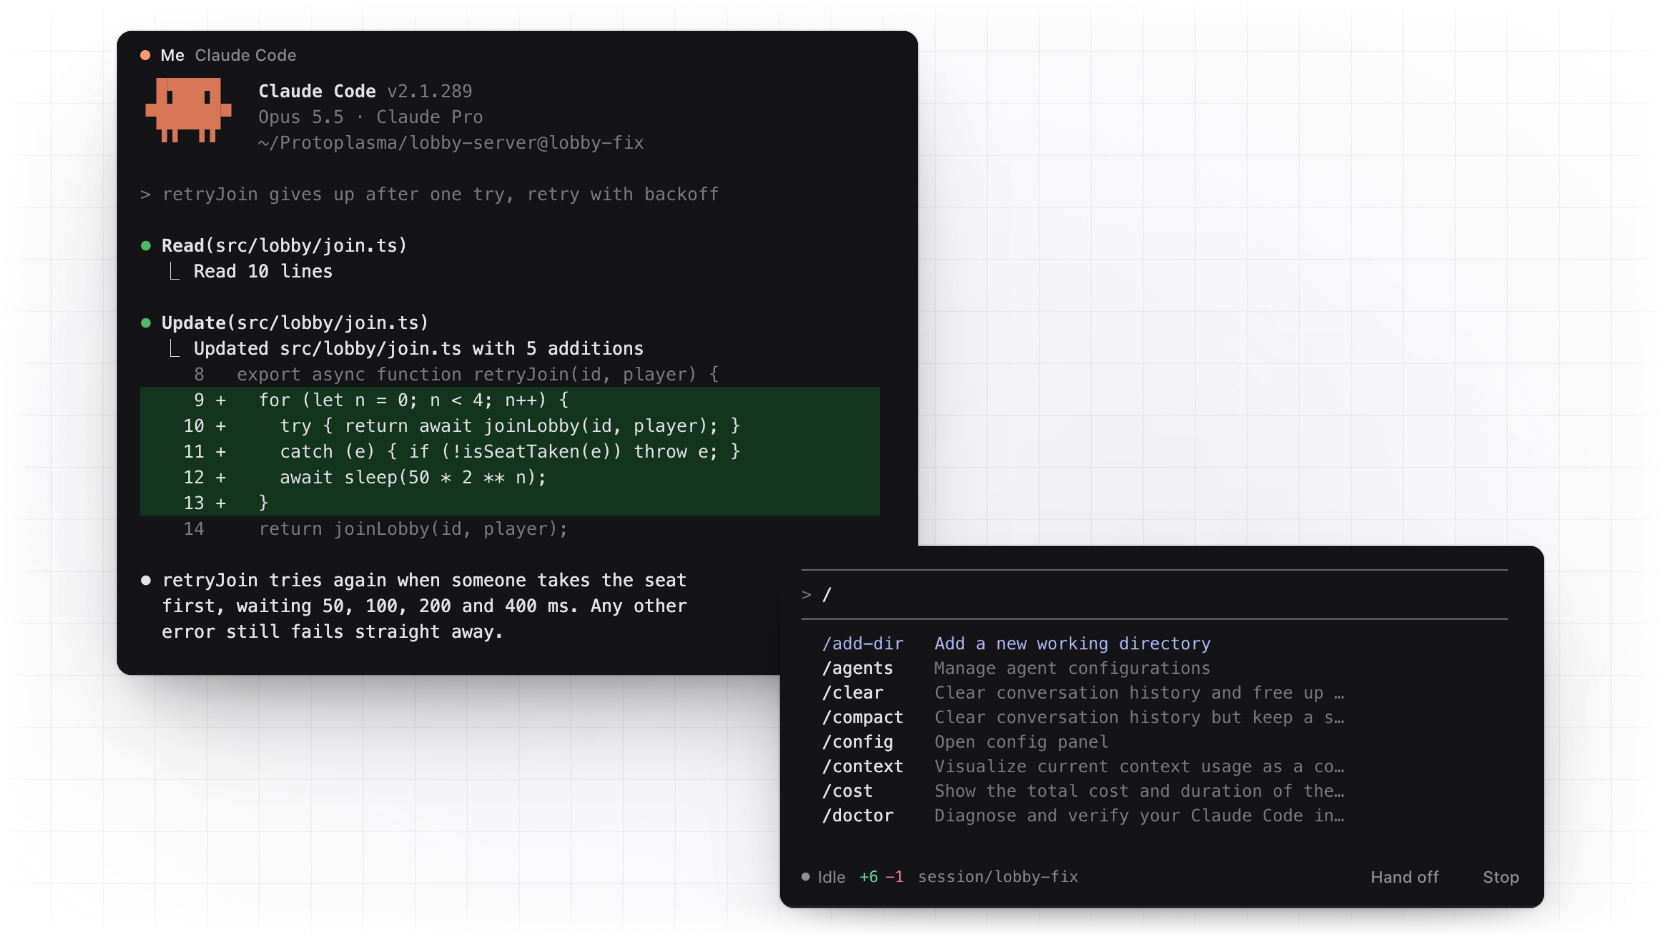 Me Claude Code
Claude Code v2.1.289
Opus 5.5 · Claude Pro
~/Protoplasma/lobby-server@lobby-fix
> retryJoin gives up after one try, retry with backoff
Read(src/lobby/join.ts)
Read 10 lines
Update(src/lobby/join.ts)
Updated src/lobby/join.ts with 5 additions
8 export async function retryJoin(id, player) {
9 + for (let n = 0; n < 4; n++) {
10 + try { return await joinLobby(id, player); }
11 + catch (e) { if (!isSeatTaken(e)) throw e; }
12 + await sleep(50 * 2 ** n);
13 + }
14 return joinLobby(id, player);
retryJoin tries again when someone takes the seat
first, waiting 50, 100, 200 and 400 ms. Any other
error still fails straight away.
> /
/add-dir Add a new working directory
/agents Manage agent configurations
/clear Clear conversation history and free up …
/compact Clear conversation history but keep a s…
/config Open config panel
/context Visualize current context usage as a co…
/cost Show the total cost and duration of the…
/doctor Diagnose and verify your Claude Code in…
Idle +6 −1 session/lobby-fix Hand off Stop